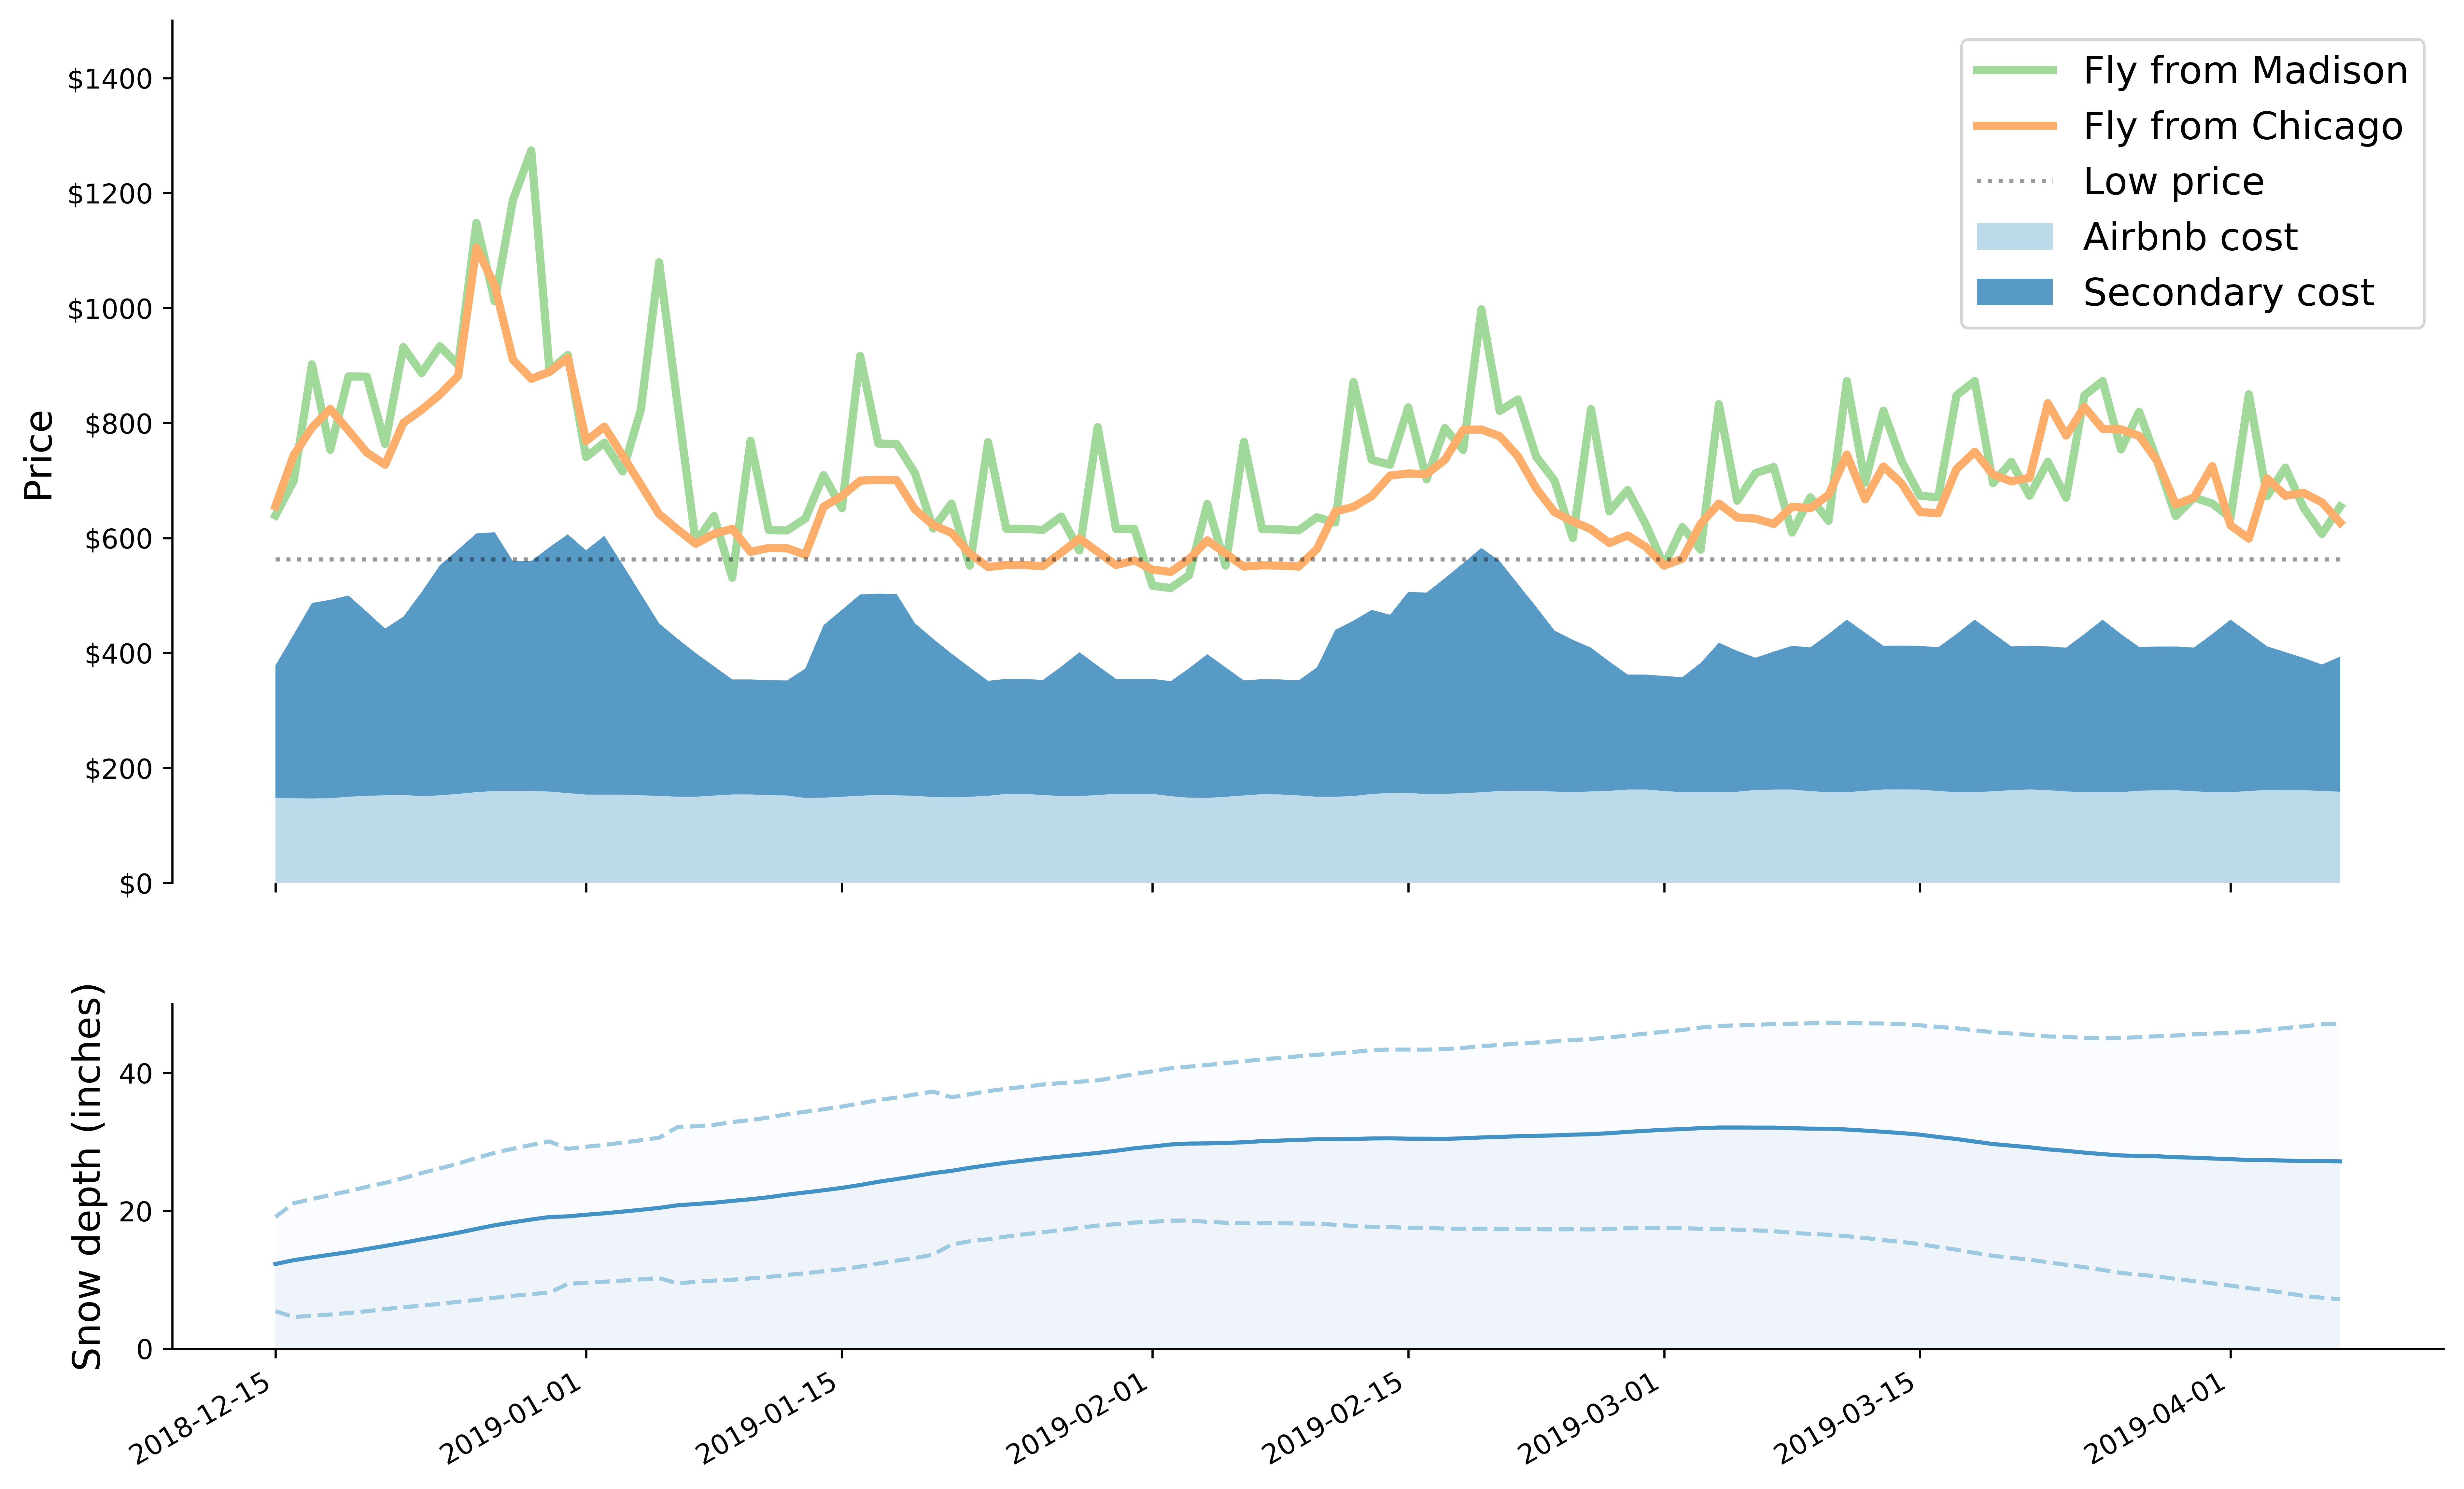 $1400
$1200
$1000
$800
$600
$400
$200
$0
Price
Fly from Madison
Fly from Chicago
Low price
Airbnb cost
Secondary cost
40
20
0
Snow depth (inches)
2018-12-15
2019-01-01
2019-01-15
2019-02-01
2019-02-15
2019-03-01
2019-03-15
2019-04-01